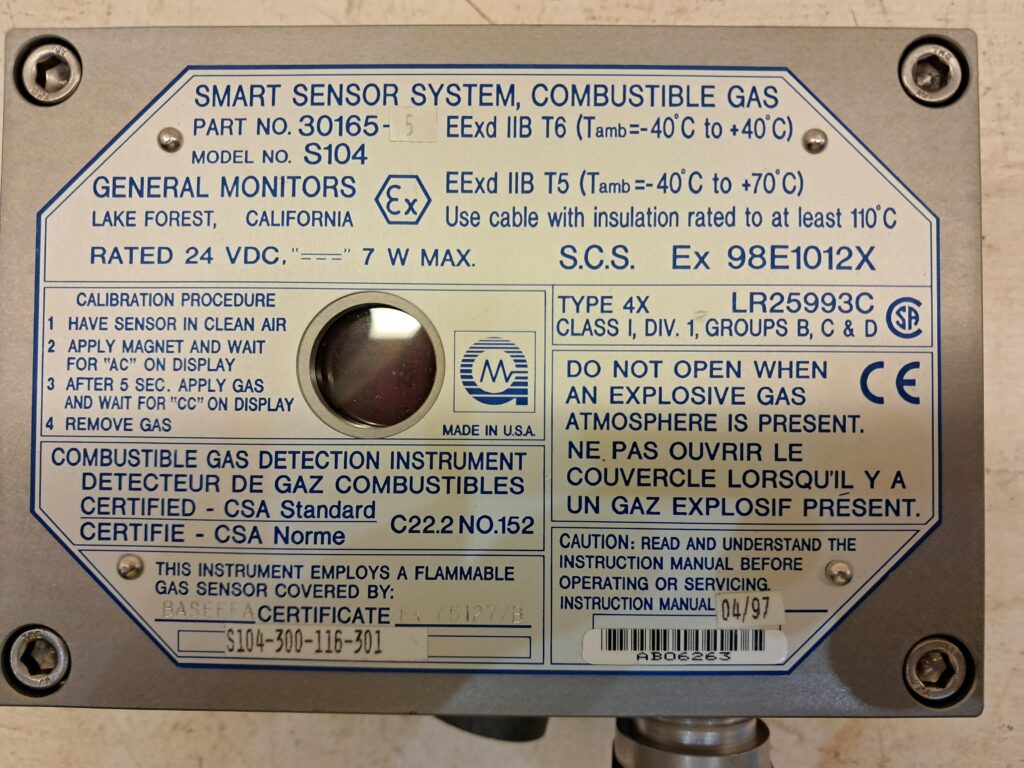 SMART SENSOR SYSTEM, COMBUSTIBLE GAS
PART NO. 30165-5 EExd IIB T6 (Tamb=-40°C to +40°C)
MODEL NO. S104
GENERAL MONITORS Ex EExd IIB T5 (Tamb=-40°C to +70°C)
LAKE FOREST, CALIFORNIA Use cable with insulation rated to at least 110°C
RATED 24 VDC, "⎓" 7 W MAX. S.C.S. Ex 98E1012X
CALIBRATION PROCEDURE
1 HAVE SENSOR IN CLEAN AIR
2 APPLY MAGNET AND WAIT
FOR "AC" ON DISPLAY
3 AFTER 5 SEC. APPLY GAS
AND WAIT FOR "CC" ON DISPLAY
4 REMOVE GAS
MADE IN U.S.A.
TYPE 4X LR25993C
CLASS I, DIV. 1, GROUPS B, C & D
DO NOT OPEN WHEN
AN EXPLOSIVE GAS
ATMOSPHERE IS PRESENT.
CE
NE PAS OUVRIR LE
COUVERCLE LORSQU'IL Y A
UN GAZ EXPLOSIF PRÉSENT.
COMBUSTIBLE GAS DETECTION INSTRUMENT
DETECTEUR DE GAZ COMBUSTIBLES
CERTIFIED - CSA Standard
CERTIFIE - CSA Norme C22.2 NO.152
THIS INSTRUMENT EMPLOYS A FLAMMABLE
GAS SENSOR COVERED BY:
BASEEFA CERTIFICATE Ex 75127/B
S104-300-116-301
CAUTION: READ AND UNDERSTAND THE
INSTRUCTION MANUAL BEFORE
OPERATING OR SERVICING.
INSTRUCTION MANUAL 04/97
AB06263